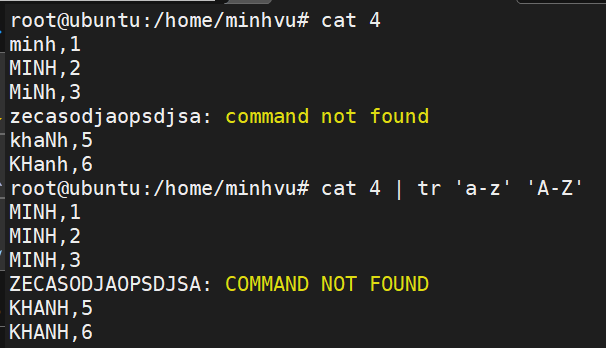 root@ubuntu:/home/minhvu# cat 4
minh,1
MINH,2
MiNh,3
zecasodjaopsdjsa: command not found
khaNh,5
KHanh,6
root@ubuntu:/home/minhvu# cat 4 | tr 'a-z' 'A-Z'
MINH,1
MINH,2
MINH,3
ZECASODJAOPSDJSA: COMMAND NOT FOUND
KHANH,5
KHANH,6